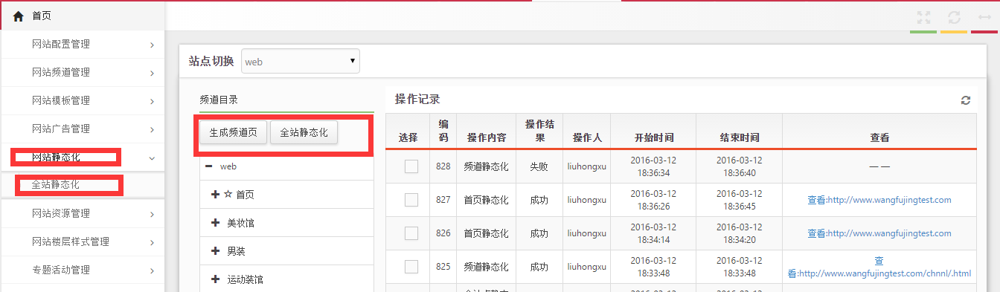 首页
网站配置管理
网站频道管理
网站模板管理
网站广告管理
网站静态化
全站静态化
网站资源管理
网站楼层样式管理
专题活动管理
站点切换 web
频道目录
生成频道页 全站静态化
web
首页
美妆馆
男装
运动装馆
操作记录
选择 编码 操作内容 操作结果 操作人 开始时间 结束时间 查看
828 频道静态化 失败 liuhongxu 2016-03-12 18:36:34 2016-03-12 18:36:40 — —
827 首页静态化 成功 liuhongxu 2016-03-12 18:36:26 2016-03-12 18:36:45 查看:http://www.wangfujingtest.com
826 首页静态化 成功 liuhongxu 2016-03-12 18:34:14 2016-03-12 18:34:20 查看:http://www.wangfujingtest.com
825 频道静态化 成功 liuhongxu 2016-03-12 18:33:48 2016-03-12 18:33:48 查看:http://www.wangfujingtest.com/chnnl/.html
2016-03-12 2016-03-12